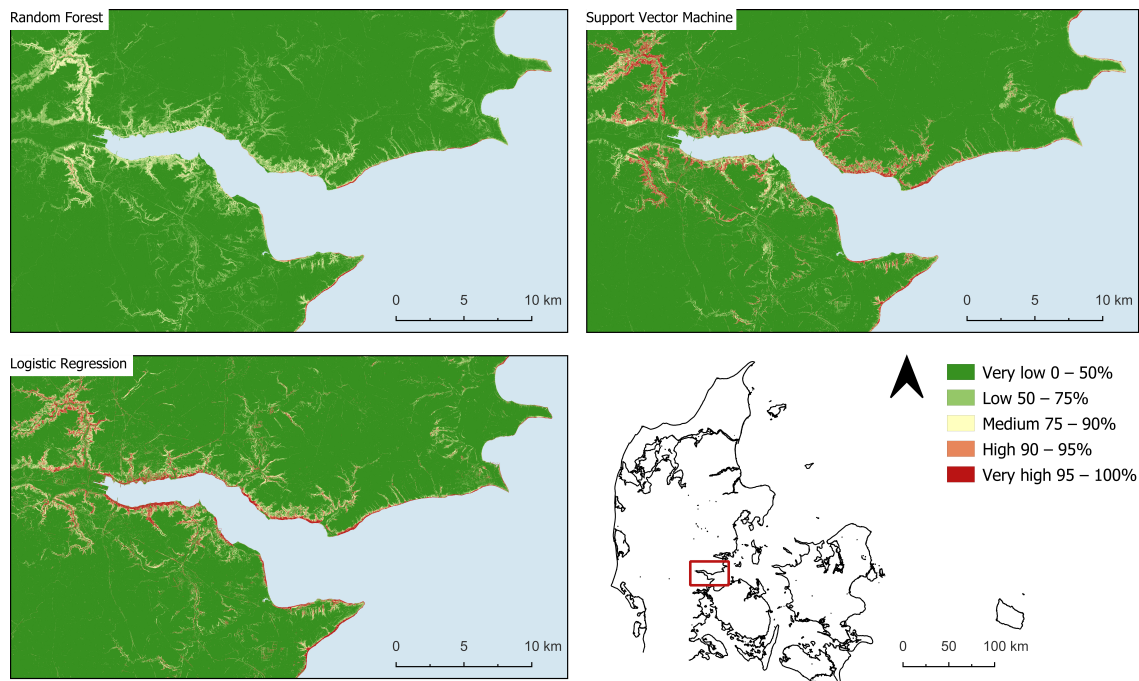 Random Forest
Support Vector Machine
0 5 10 km
0 5 10 km
Logistic Regression
0 5 10 km
Very low 0 – 50%
Low 50 – 75%
Medium 75 – 90%
High 90 – 95%
Very high 95 – 100%
0 50 100 km